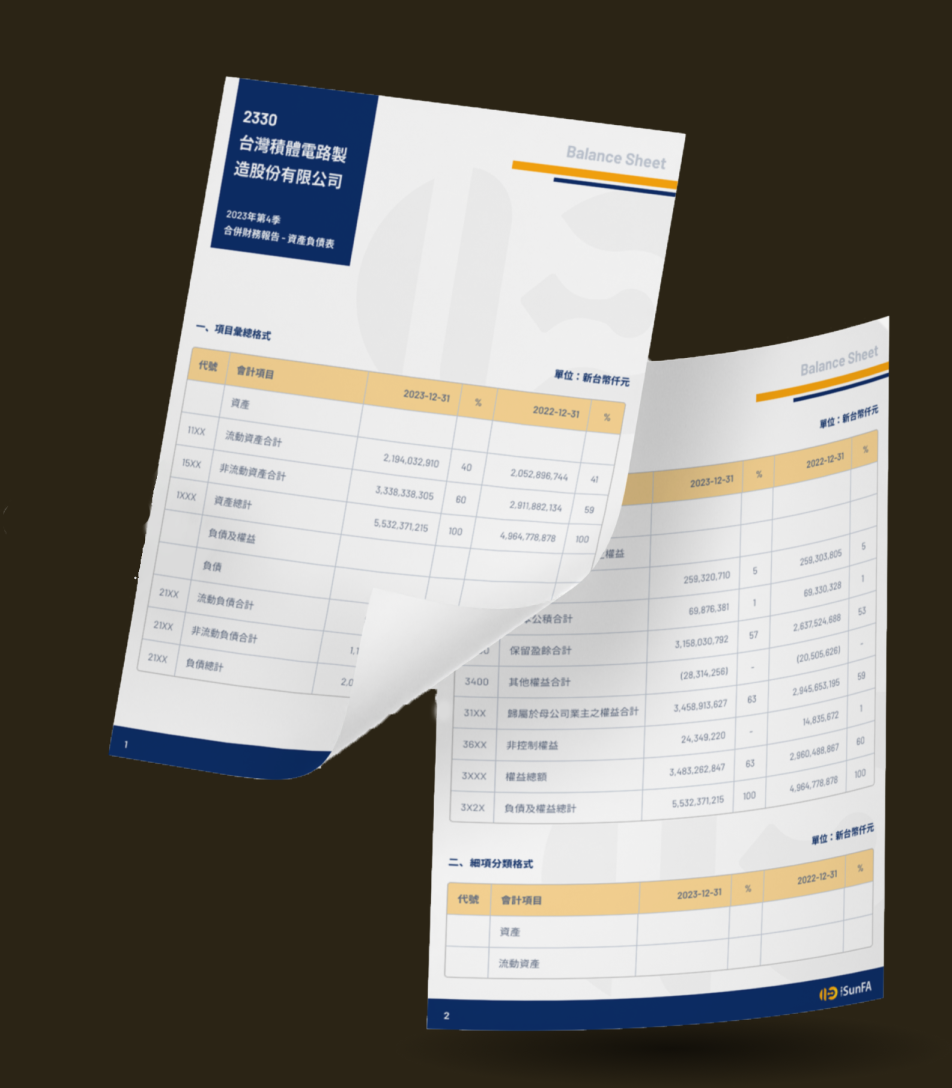 2330
台灣積體電路製
造股份有限公司
2023年第4季
合併財務報告 - 資產負債表
Balance Sheet
一、項目彙總格式
單位：新台幣仟元
代號 會計項目 2023-12-31 % 2022-12-31 %
資產
11XX 流動資產合計 2,194,032,910 40 2,052,896,744 41
15XX 非流動資產合計 3,338,338,305 60 2,911,882,134 59
1XXX 資產總計 5,532,371,215 100 4,964,778,878 100
負債及權益
負債
21XX 流動負債合計
21XX 非流動負債合計 1,1
21XX 負債總計 2,0
1
Balance Sheet
單位：新台幣仟元
2023-12-31 % 2022-12-31 %
權益
259,320,710 5 259,303,805 5
公積合計 69,876,381 1 69,330,328 1
保留盈餘合計 3,158,030,792 57 2,637,524,688 53
3400 其他權益合計 (28,314,256) - (20,505,626) -
31XX 歸屬於母公司業主之權益合計 3,458,913,627 63 2,945,653,195 59
36XX 非控制權益 24,349,220 - 14,835,672 1
3XXX 權益總額 3,483,262,847 63 2,960,488,867 60
3X2X 負債及權益總計 5,532,371,215 100 4,964,778,878 100
單位：新台幣仟元
二、細項分類格式
代號 會計項目 2023-12-31 % 2022-12-31 %
資產
流動資產
2
iSunFA